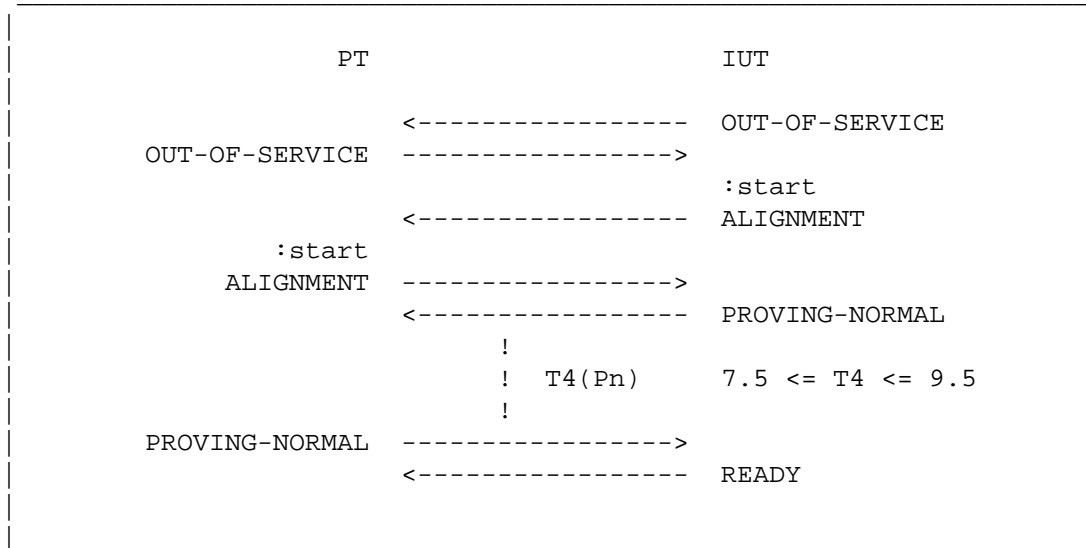 PT IUT
<----------------- OUT-OF-SERVICE
OUT-OF-SERVICE ----------------->
:start
<----------------- ALIGNMENT
:start
ALIGNMENT ----------------->
<----------------- PROVING-NORMAL
!
! T4(Pn) 7.5 <= T4 <= 9.5
!
PROVING-NORMAL ----------------->
<----------------- READY